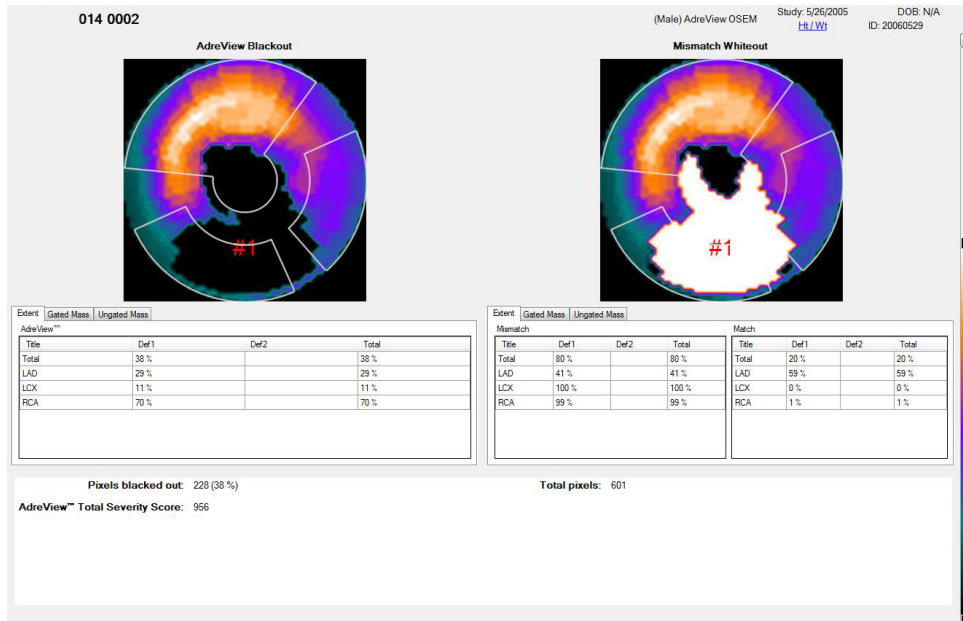 014 0002
(Male) AdreView OSEM
Study: 5/26/2005
DOB: N/A
Ht / Wt
ID: 20060529
AdreView Blackout
Mismatch Whiteout
#1
#1
Extent Gated Mass Ungated Mass
AdreView™
Title Def1 Def2 Total
Total 38 % 38 %
LAD 29 % 29 %
LCX 11 % 11 %
RCA 70 % 70 %
Extent Gated Mass Ungated Mass
Mismatch
Title Def1 Def2 Total
Total 80 % 80 %
LAD 41 % 41 %
LCX 100 % 100 %
RCA 99 % 99 %
Match
Title Def1 Def2 Total
Total 20 % 20 %
LAD 59 % 59 %
LCX 0 % 0 %
RCA 1 % 1 %
Pixels blacked out: 228 (38 %)
Total pixels: 601
AdreView™ Total Severity Score: 956